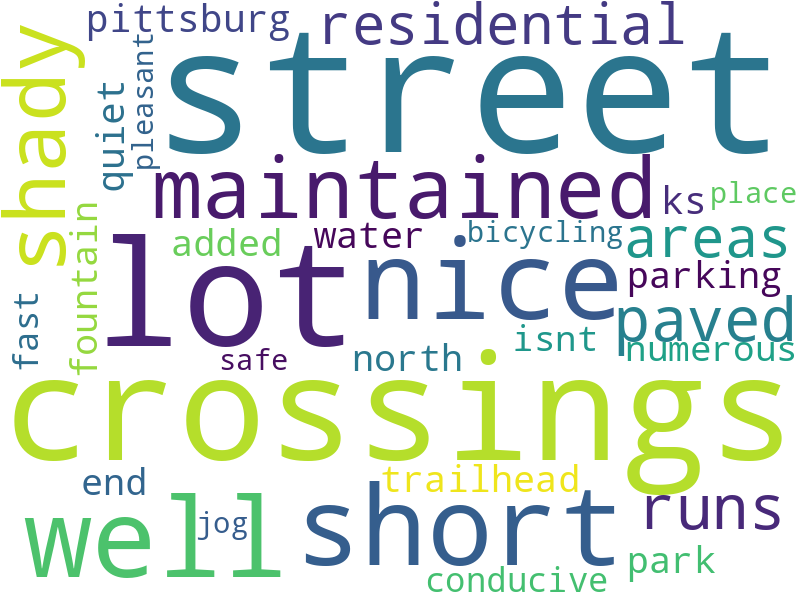 pittsburg
residential
street
shady
quiet
pleasant
maintained
ks
place
added
water
bicycling
areas
lot
nice
parking
fountain
fast
paved
isnt
numerous
safe
north
crossings
end
trailhead
well
jog
short
runs
park
conducive